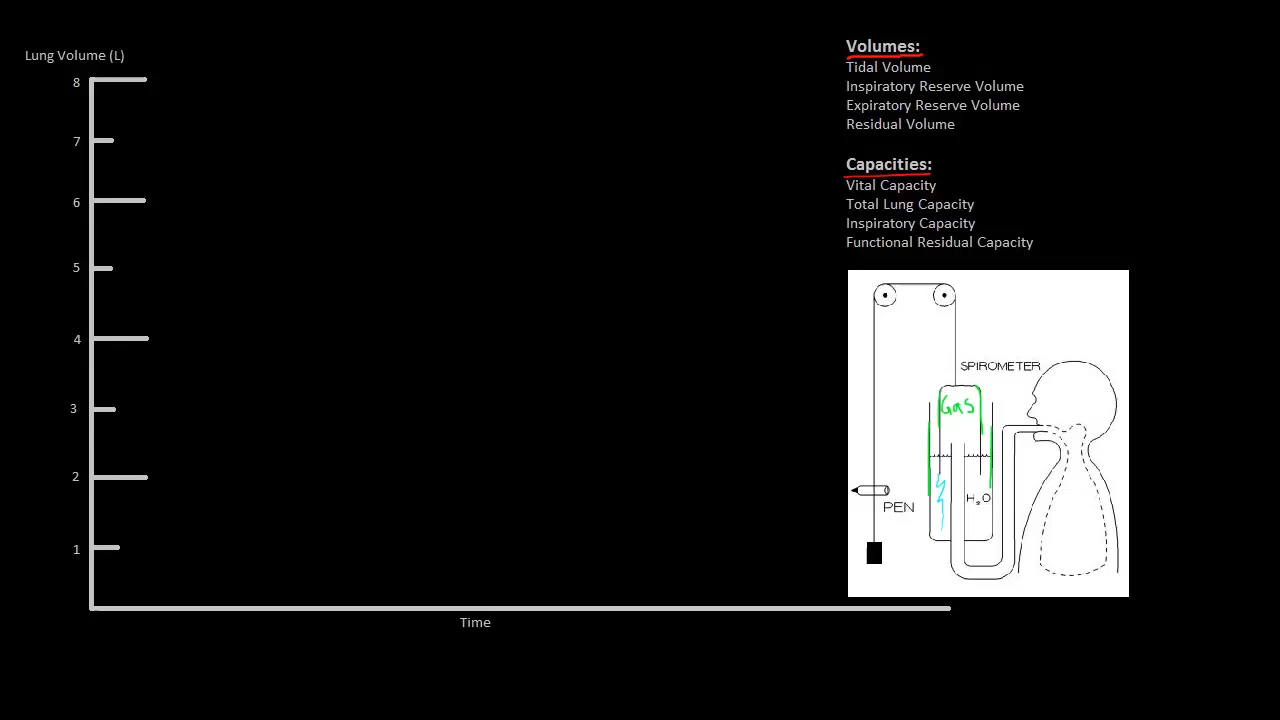 Lung Volume (L)
8
7
6
5
4
3
2
1
Time
Volumes:
Tidal Volume
Inspiratory Reserve Volume
Expiratory Reserve Volume
Residual Volume
Capacities:
Vital Capacity
Total Lung Capacity
Inspiratory Capacity
Functional Residual Capacity
SPIROMETER
Gas
H₂O
PEN